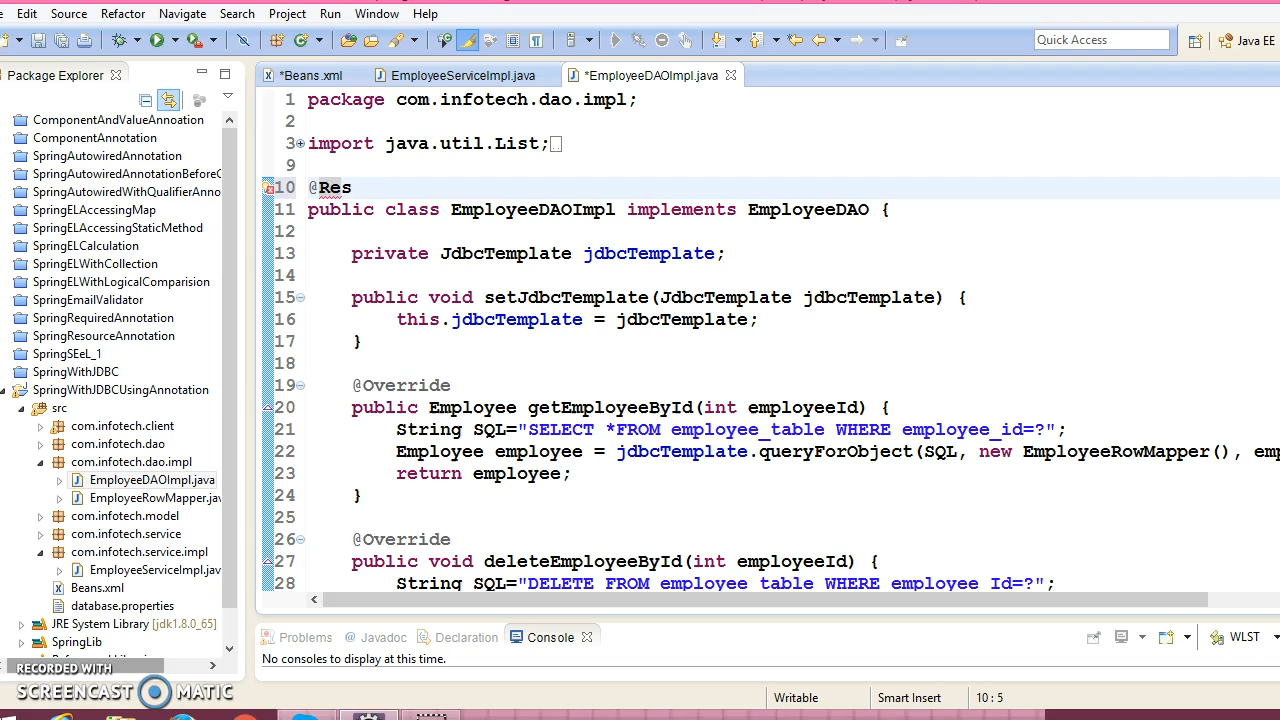 Edit Source Refactor Navigate Search Project Run Window Help
Quick Access
Java EE
Package Explorer
*Beans.xml EmployeeServiceImpl.java *EmployeeDAOImpl.java
ComponentAndValueAnnoation
ComponentAnnotation
SpringAutowiredAnnotation
SpringAutowiredAnnotationBeforeC
SpringAutowiredWithQualifierAnno
SpringELAccessingMap
SpringELAccessingStaticMethod
SpringELCalculation
SpringELWithCollection
SpringELWithLogicalComparision
SpringEmailValidator
SpringRequiredAnnotation
SpringResourceAnnotation
SpringSEeL_1
SpringWithJDBC
SpringWithJDBCUsingAnnotation
src
com.infotech.client
com.infotech.dao
com.infotech.dao.impl
EmployeeDAOImpl.java
EmployeeRowMapper.jav
com.infotech.model
com.infotech.service
com.infotech.service.impl
EmployeeServiceImpl.jav
Beans.xml
database.properties
JRE System Library [jdk1.8.0_65]
SpringLib
1 package com.infotech.dao.impl;
2
3 import java.util.List;
9
10 @Res
11 public class EmployeeDAOImpl implements EmployeeDAO {
12
13 private JdbcTemplate jdbcTemplate;
14
15 public void setJdbcTemplate(JdbcTemplate jdbcTemplate) {
16 this.jdbcTemplate = jdbcTemplate;
17 }
18
19 @Override
20 public Employee getEmployeeById(int employeeId) {
21 String SQL="SELECT *FROM employee_table WHERE employee_id=?";
22 Employee employee = jdbcTemplate.queryForObject(SQL, new EmployeeRowMapper(), emp
23 return employee;
24 }
25
26 @Override
27 public void deleteEmployeeById(int employeeId) {
28 String SQL="DELETE FROM employee_table WHERE employee_Id=?";
Problems Javadoc Declaration Console
WLST
No consoles to display at this time.
Writable Smart Insert 10 : 5
RECORDED WITH
SCREENCAST MATIC